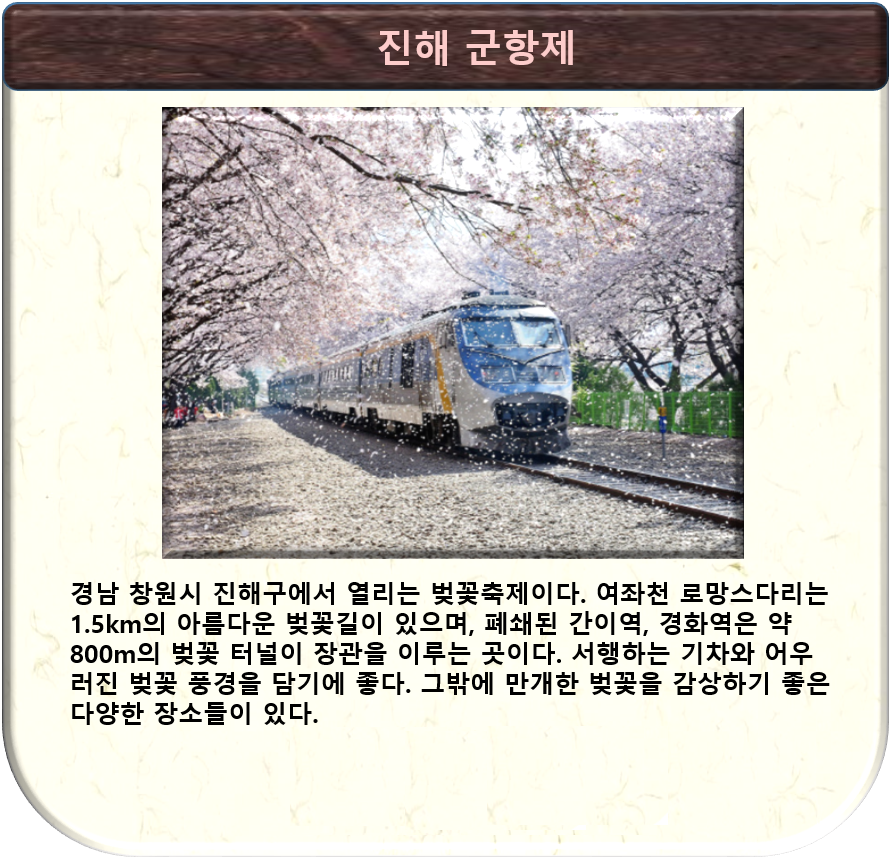 진해 군항제
경남 창원시 진해구에서 열리는 벚꽃축제이다. 여좌천 로망스다리는
1.5km의 아름다운 벚꽃길이 있으며, 폐쇄된 간이역, 경화역은 약
800m의 벚꽃 터널이 장관을 이루는 곳이다. 서행하는 기차와 어우
러진 벚꽃 풍경을 담기에 좋다. 그밖에 만개한 벚꽃을 감상하기 좋은
다양한 장소들이 있다.